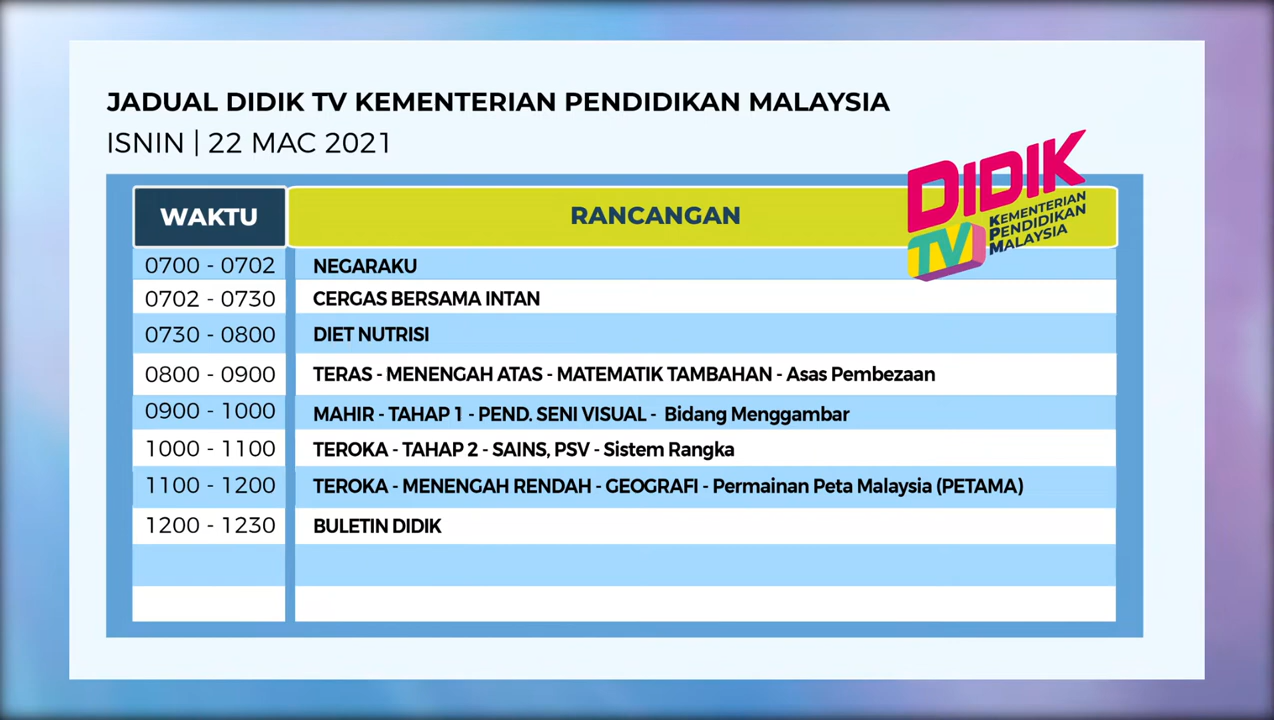 JADUAL DIDIK TV KEMENTERIAN PENDIDIKAN MALAYSIA
ISNIN | 22 MAC 2021
DIDIK
TV
KEMENTERIAN
PENDIDIKAN
MALAYSIA
WAKTU RANCANGAN
0700 - 0702 NEGARAKU
0702 - 0730 CERGAS BERSAMA INTAN
0730 - 0800 DIET NUTRISI
0800 - 0900 TERAS - MENENGAH ATAS - MATEMATIK TAMBAHAN - Asas Pembezaan
0900 - 1000 MAHIR - TAHAP 1 - PEND. SENI VISUAL - Bidang Menggambar
1000 - 1100 TEROKA - TAHAP 2 - SAINS, PSV - Sistem Rangka
1100 - 1200 TEROKA - MENENGAH RENDAH - GEOGRAFI - Permainan Peta Malaysia (PETAMA)
1200 - 1230 BULETIN DIDIK